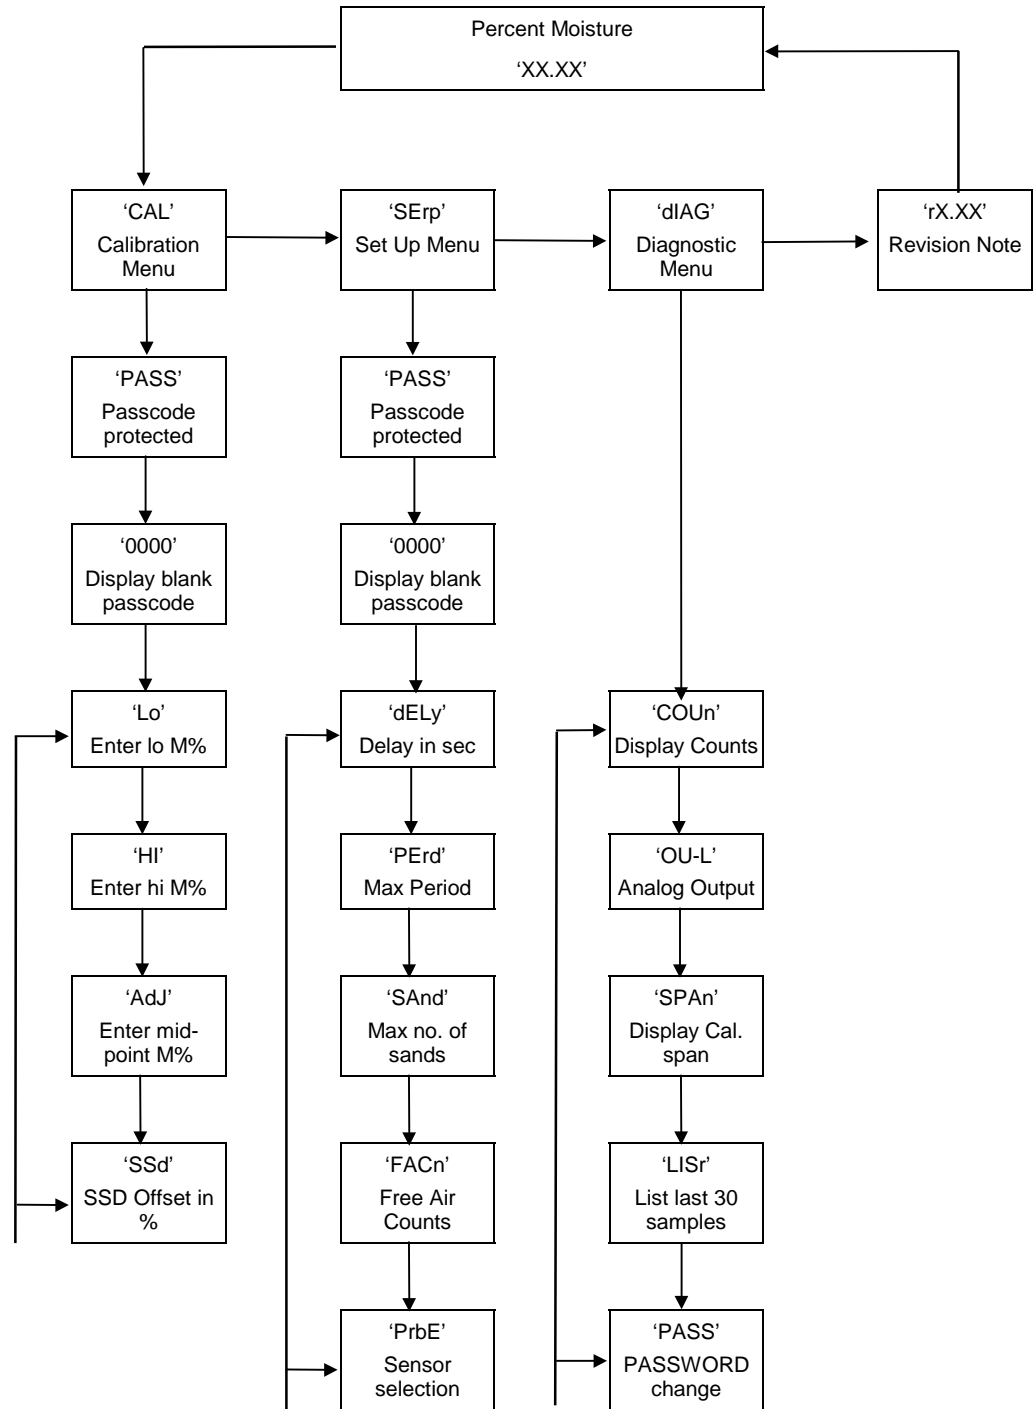 Percent Moisture
‘XX.XX’
‘CAL’
Calibration
Menu
‘SErp’
Set Up Menu
‘dIAG’
Diagnostic
Menu
‘rX.XX’
Revision Note
‘PASS’
Passcode
protected
‘PASS’
Passcode
protected
‘0000’
Display blank
passcode
‘0000’
Display blank
passcode
‘Lo’
Enter lo M%
‘dELy’
Delay in sec
‘COUn’
Display Counts
‘HI’
Enter hi M%
‘PErd’
Max Period
‘OU-L’
Analog Output
‘AdJ’
Enter mid-
point M%
‘SAnd’
Max no. of
sands
‘SPAn’
Display Cal.
span
‘SSd’
SSD Offset in
%
‘FACn’
Free Air
Counts
‘LISr’
List last 30
samples
‘PrbE’
Sensor
selection
‘PASS’
PASSWORD
change